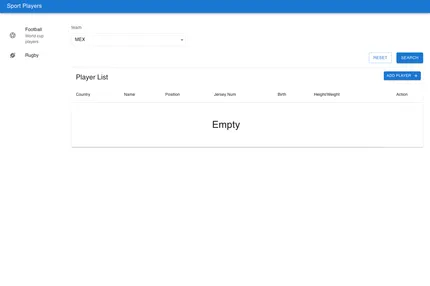 Sport Players
Football
World cup
players
Rugby
team
MEX
RESET
SEARCH
Player List
ADD PLAYER +
Country Name Position Jersey Num Birth Height/Weight Action
Empty